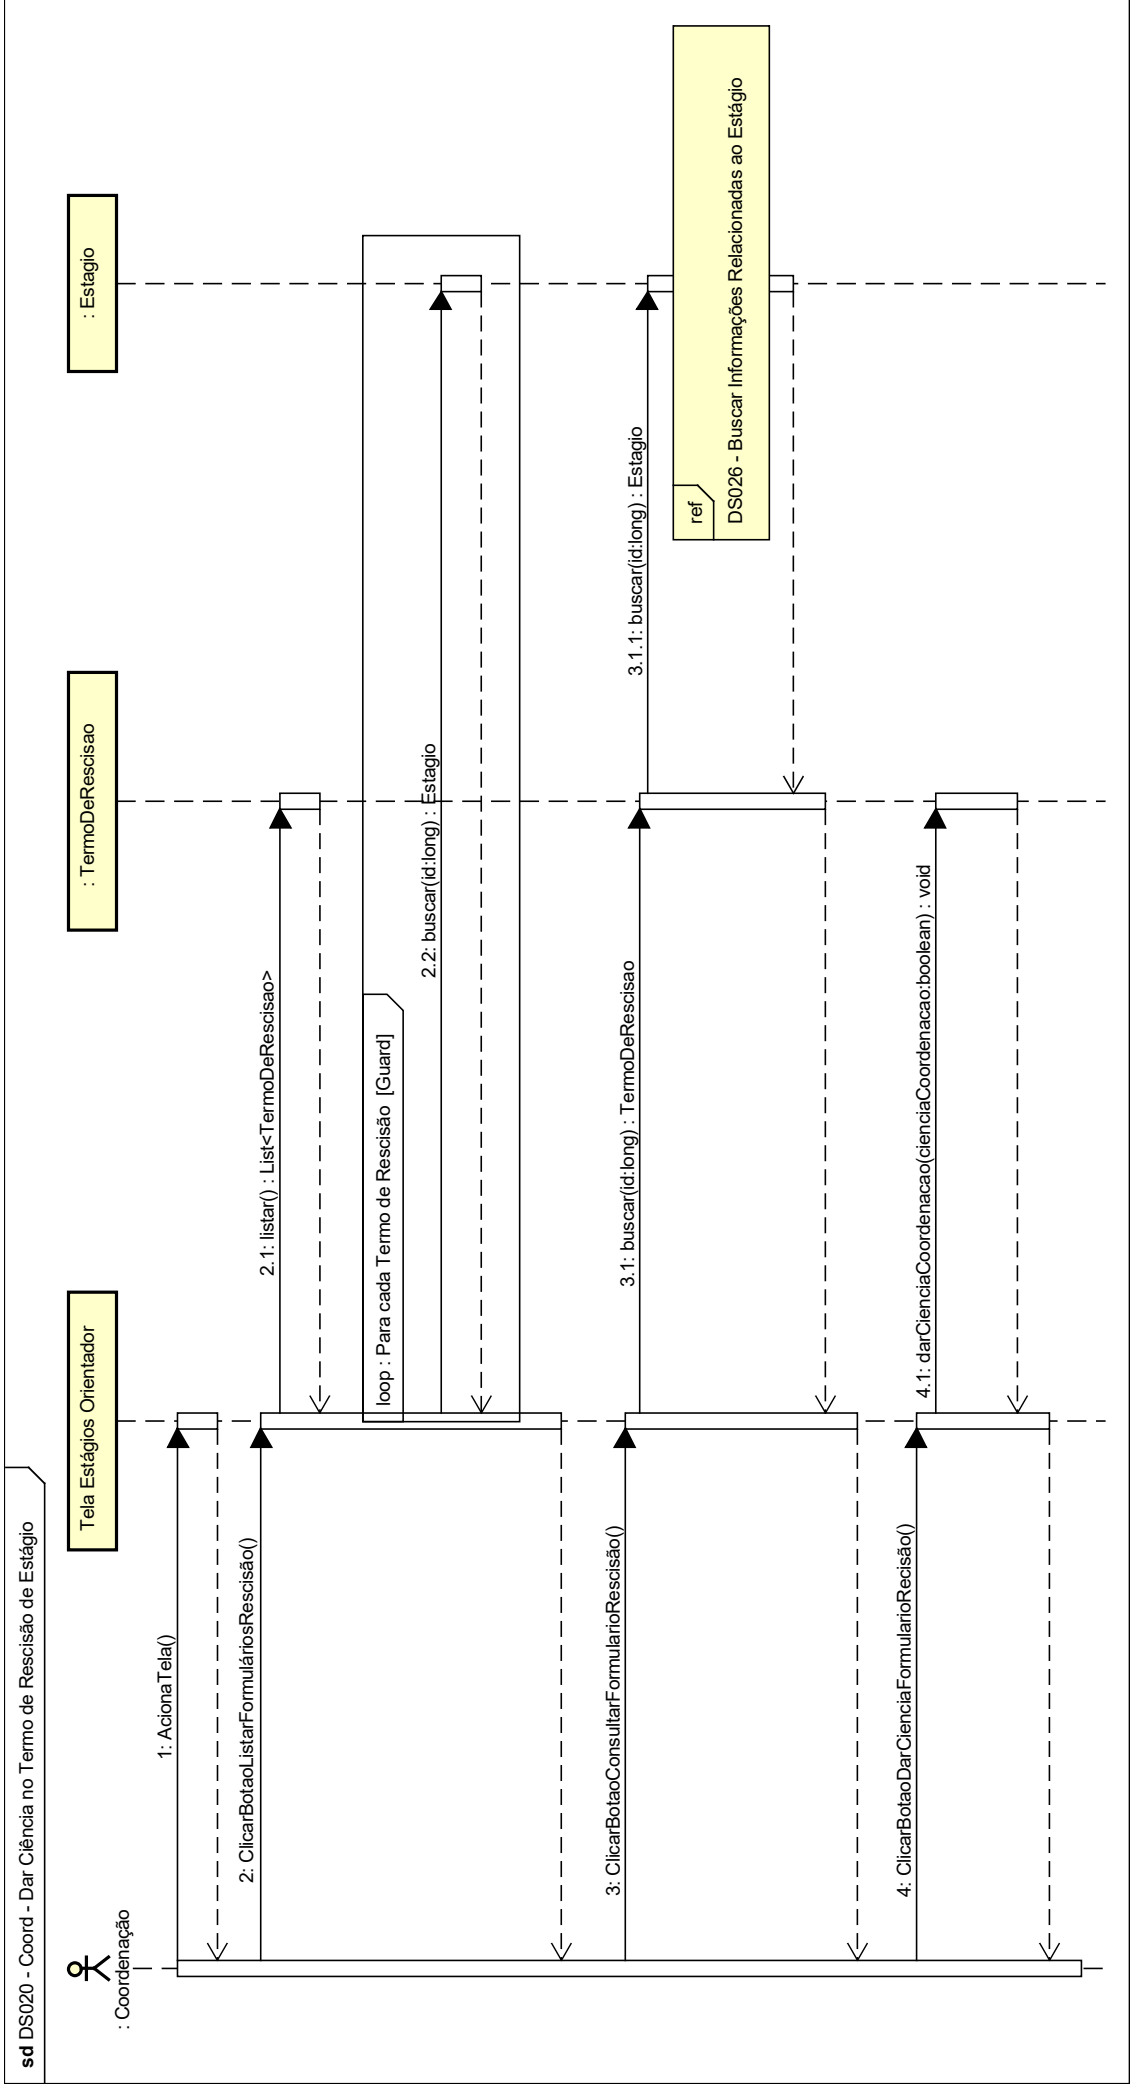 sd DS020 - Coord - Dar Ciência no Termo de Rescisão de Estágio
: Coordenação
Tela Estágios Orientador
: TermoDeRescisao
: Estagio
1: AcionaTela()
2: ClicarBotaoListarFormuláriosRescisão()
2.1: listar() : List<TermoDeRescisao>
loop : Para cada Termo de Rescisão [Guard]
2.2: buscar(id:long) : Estagio
3: ClicarBotaoConsultarFormularioRescisão()
3.1: buscar(id:long) : TermoDeRescisao
3.1.1: buscar(id:long) : Estagio
ref
DS026 - Buscar Informações Relacionadas ao Estágio
4: ClicarBotaoDarCienciaFormularioRecisão()
4.1: darCienciaCoordenacao(cienciaCoordenacao:boolean) : void